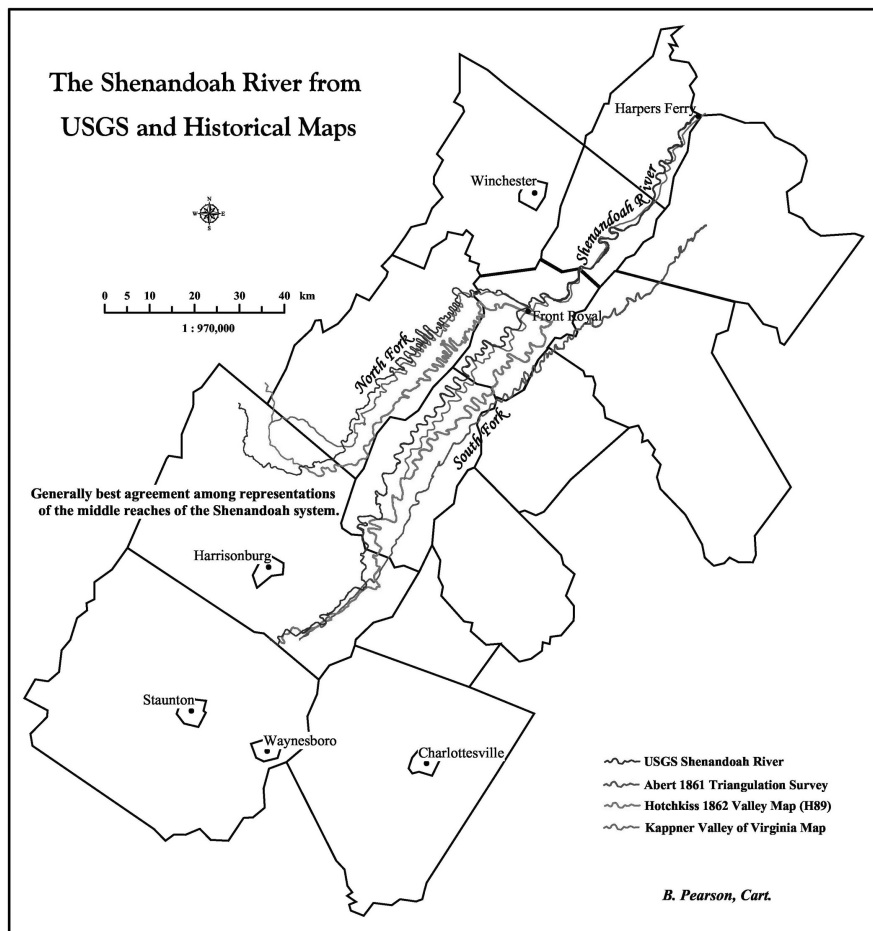 The Shenandoah River from
USGS and Historical Maps
Harpers Ferry
Winchester
Shenandoah River
N
W E
S
0 5 10 20 30 40 km
1 : 970,000
Front Royal
North Fork
South Fork
Generally best agreement among representations
of the middle reaches of the Shenandoah system.
Harrisonburg
Staunton
Waynesboro
Charlottesville
USGS Shenandoah River
Abert 1861 Triangulation Survey
Hotchkiss 1862 Valley Map (H89)
Kappner Valley of Virginia Map
B. Pearson, Cart.